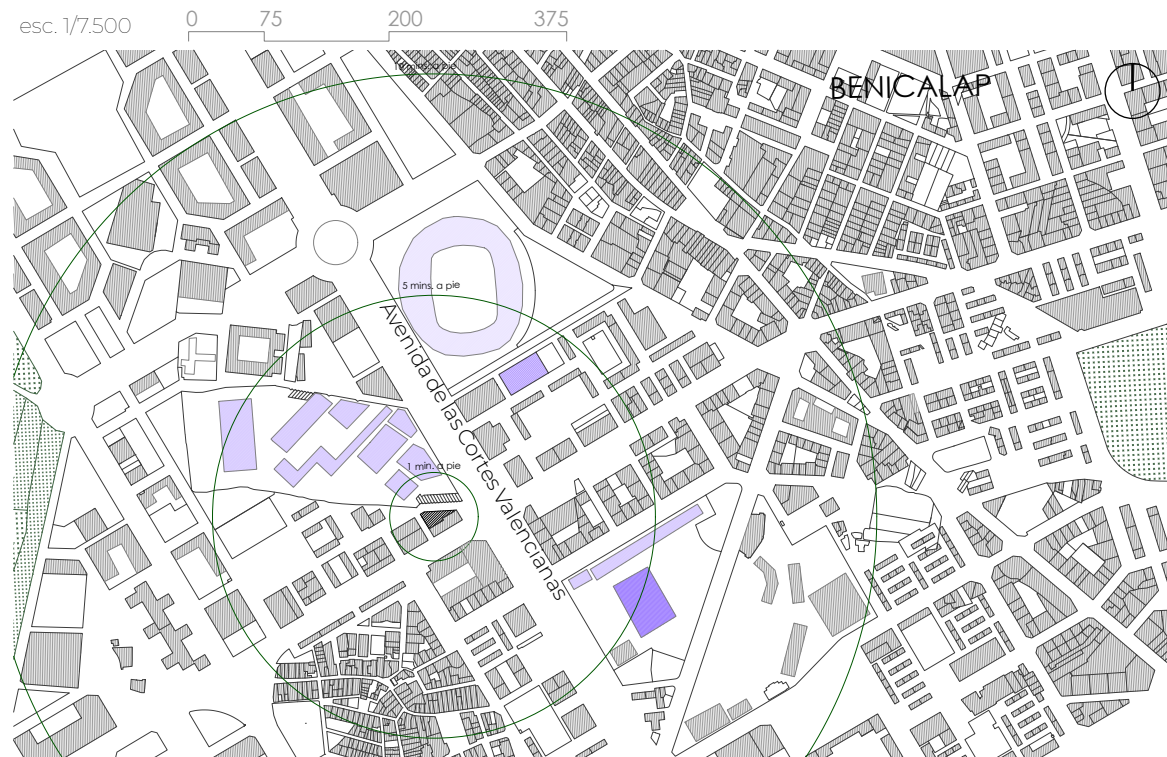 esc. 1/7.500
0 75 200 375
10 mins. a pie
BENICALAP
5 mins. a pie
Avenida de las Cortes Valencianas
1 min. a pie